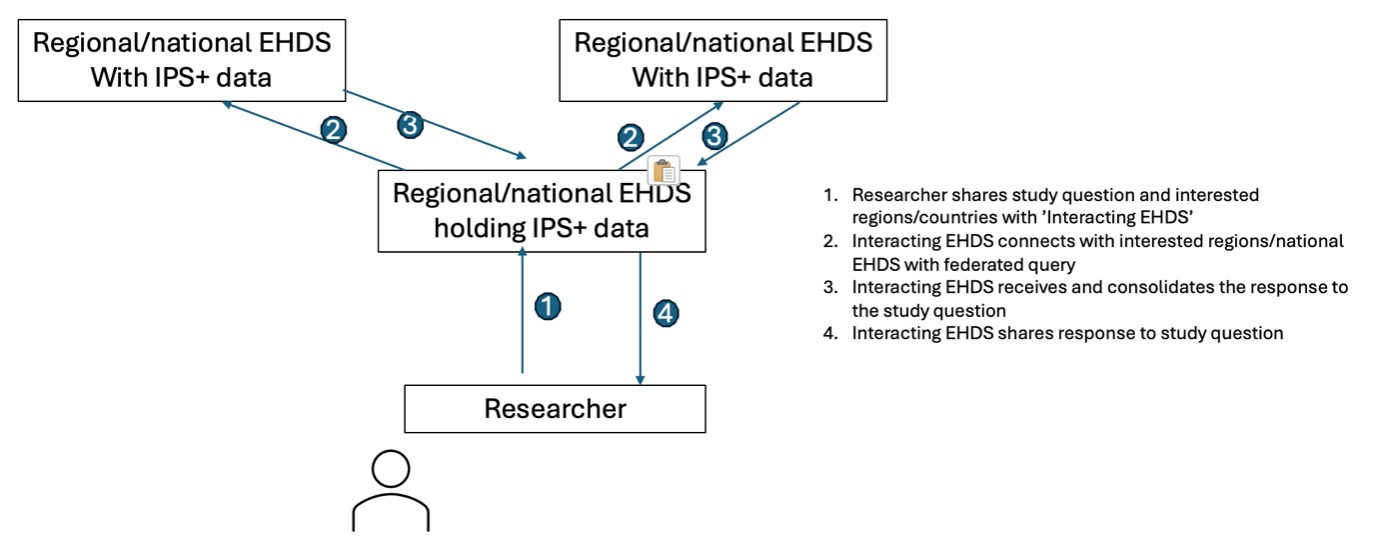 Regional/national EHDS
With IPS+ data
Regional/national EHDS
With IPS+ data
2
3
2
3
Regional/national EHDS
holding IPS+ data
1
4
Researcher
1. Researcher shares study question and interested
regions/countries with ’Interacting EHDS’
2. Interacting EHDS connects with interested regions/national
EHDS with federated query
3. Interacting EHDS receives and consolidates the response to
the study question
4. Interacting EHDS shares response to study question